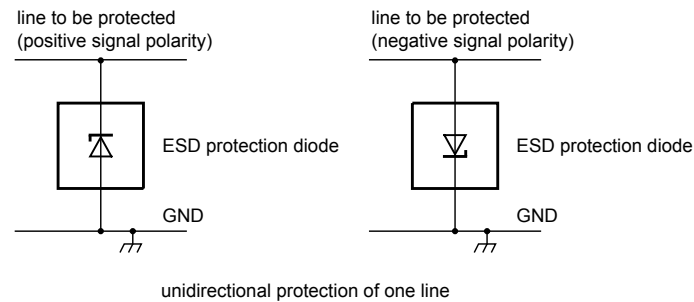 line to be protected
(positive signal polarity)
ESD protection diode
GND
line to be protected
(negative signal polarity)
ESD protection diode
GND
unidirectional protection of one line